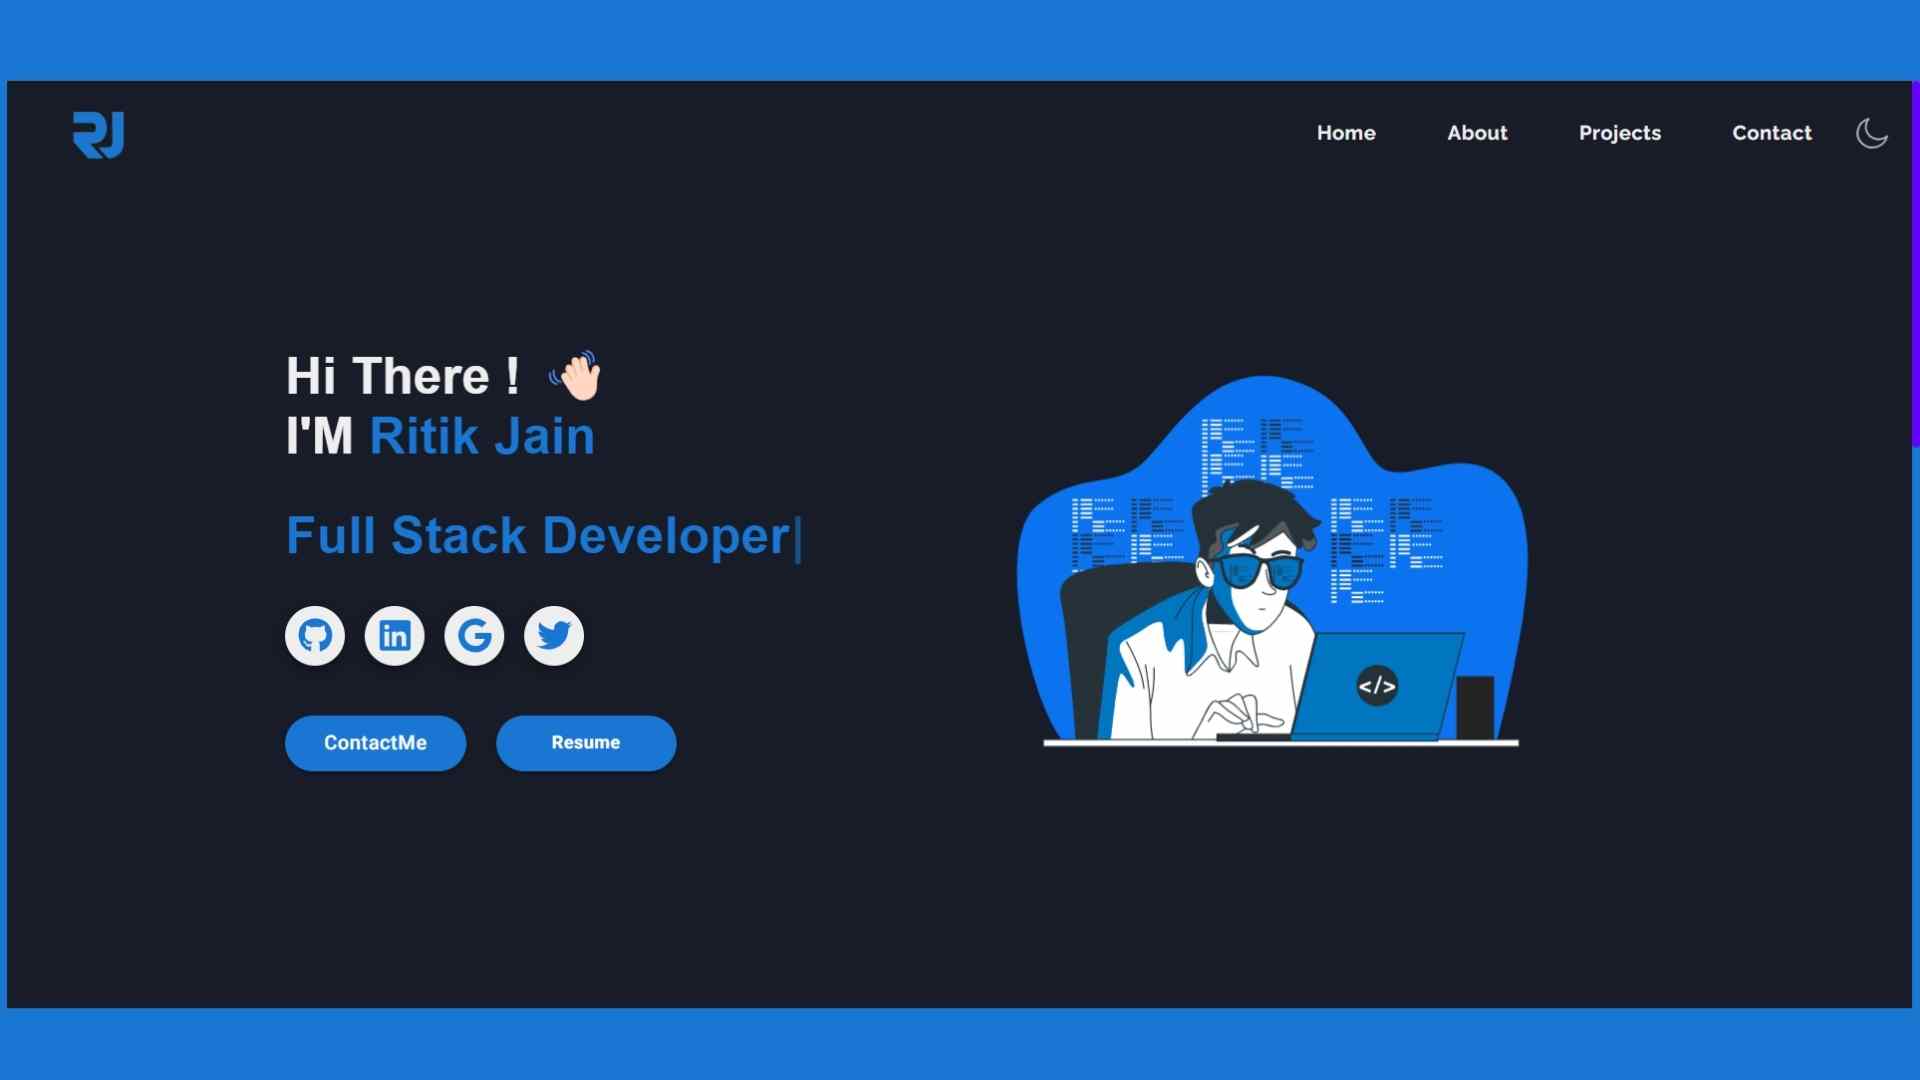 RJ
Home About Projects Contact
Hi There !
I'M Ritik Jain
Full Stack Developer|
in G
ContactMe Resume
</>